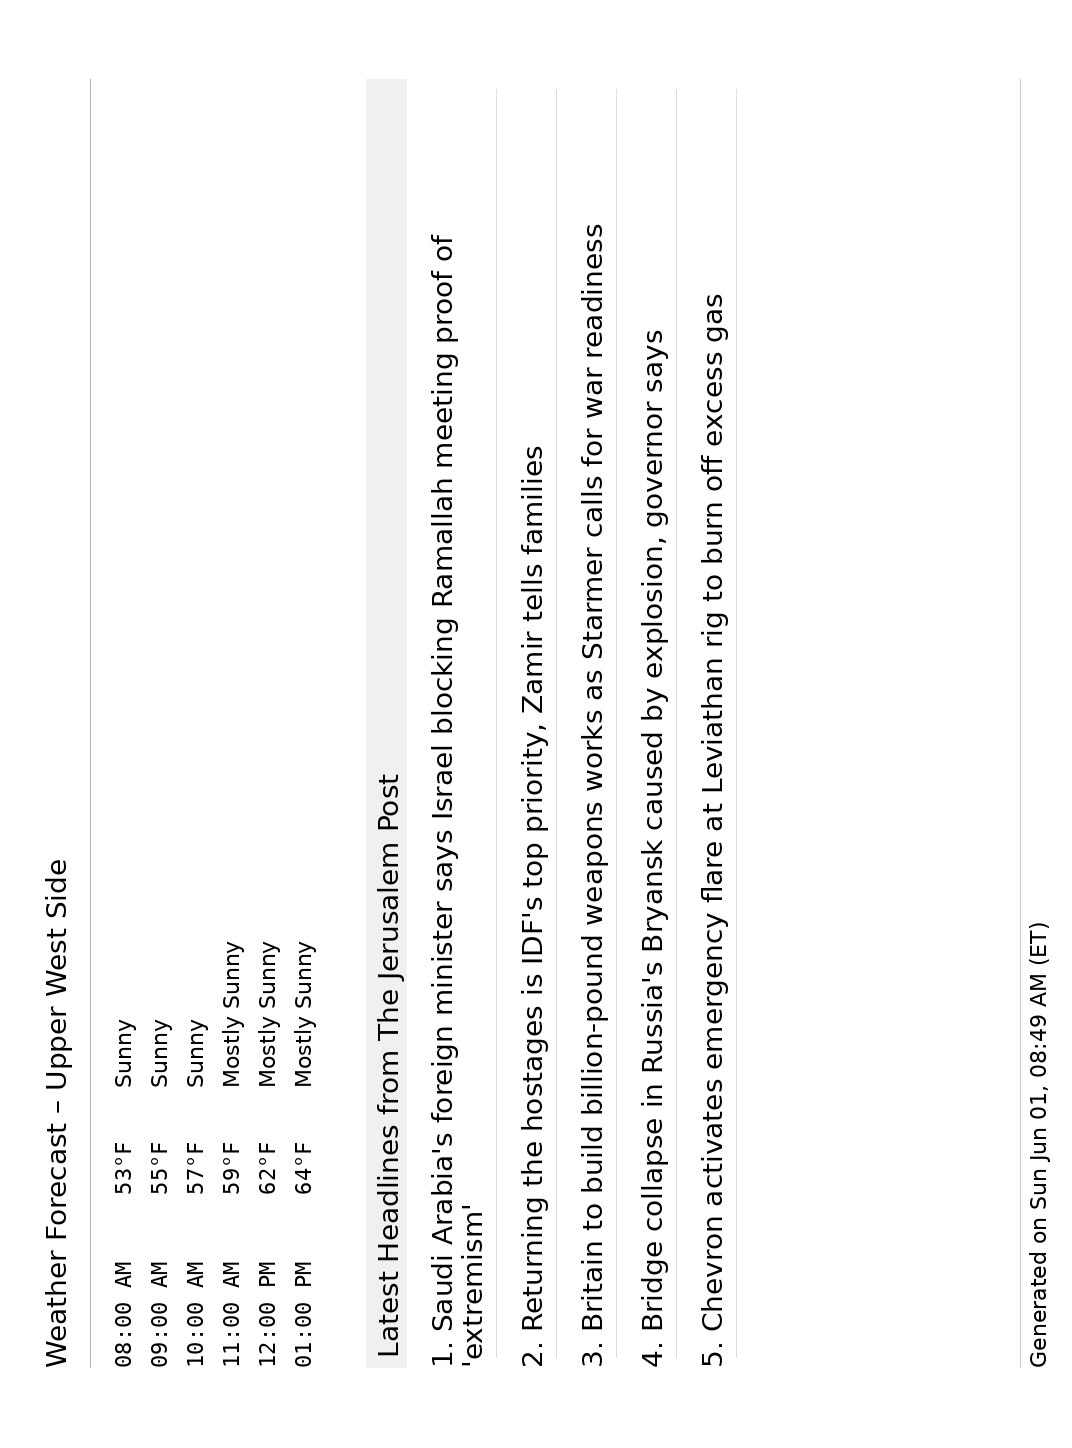 Weather Forecast – Upper West Side
08:00 AM 53°F Sunny
09:00 AM 55°F Sunny
10:00 AM 57°F Sunny
11:00 AM 59°F Mostly Sunny
12:00 PM 62°F Mostly Sunny
01:00 PM 64°F Mostly Sunny
Latest Headlines from The Jerusalem Post
1. Saudi Arabia's foreign minister says Israel blocking Ramallah meeting proof of
'extremism'
2. Returning the hostages is IDF's top priority, Zamir tells families
3. Britain to build billion-pound weapons works as Starmer calls for war readiness
4. Bridge collapse in Russia's Bryansk caused by explosion, governor says
5. Chevron activates emergency flare at Leviathan rig to burn off excess gas
Generated on Sun Jun 01, 08:49 AM (ET)